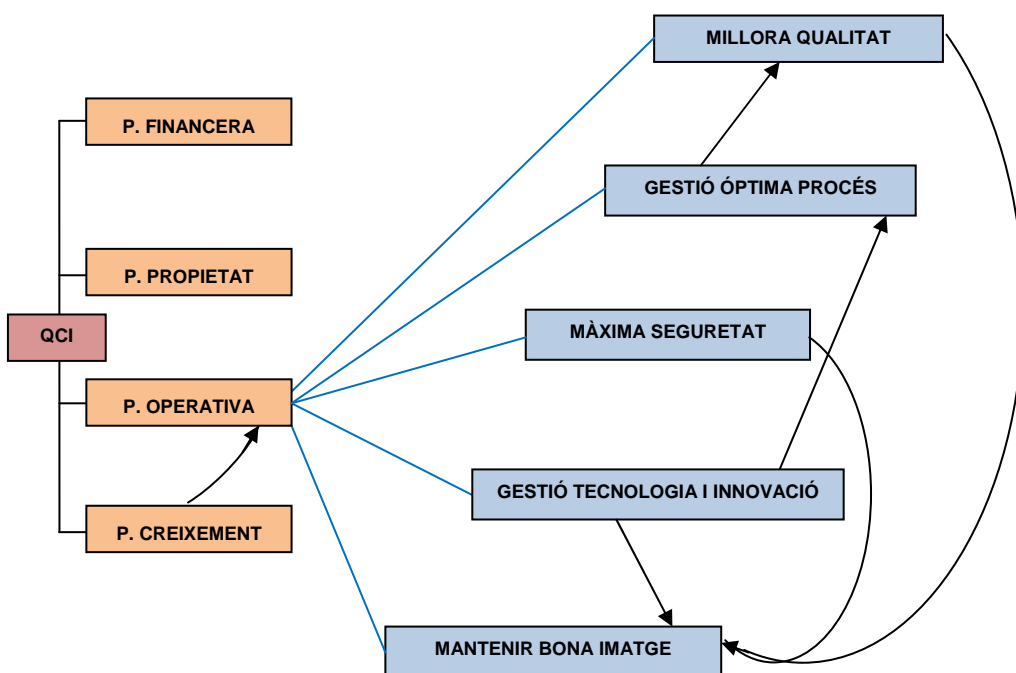 MILLORA QUALITAT
P. FINANCERA
GESTIÓ ÓPTIMA PROCÉS
P. PROPIETAT
QCI
MÀXIMA SEGURETAT
P. OPERATIVA
GESTIÓ TECNOLOGIA I INNOVACIÓ
P. CREIXEMENT
MANTENIR BONA IMATGE